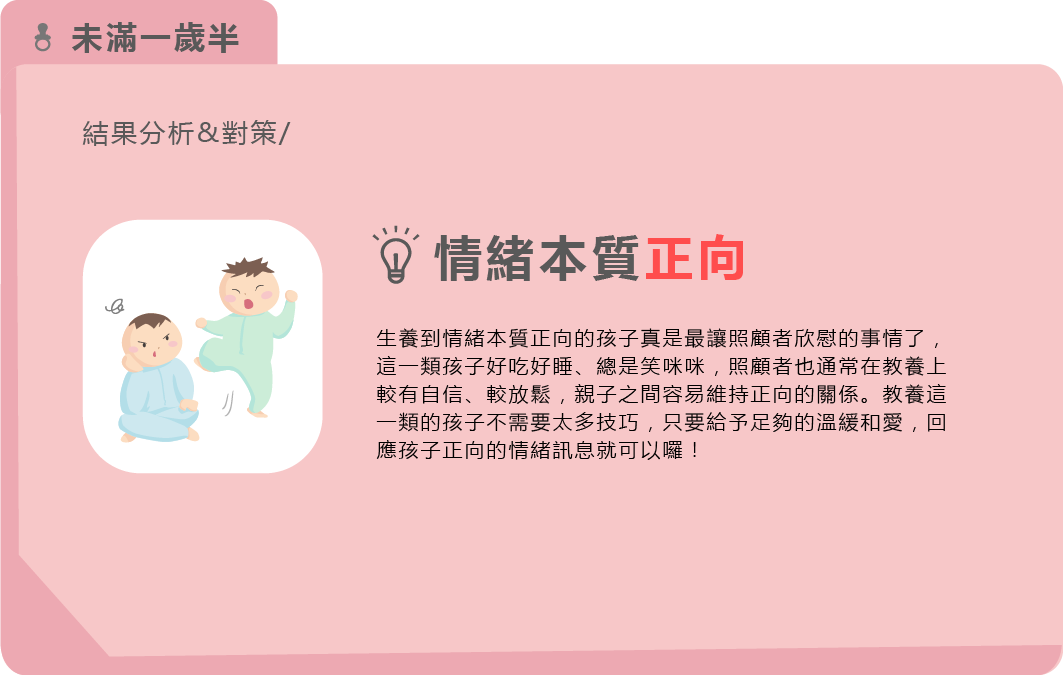 未滿一歲半
結果分析&對策/
情緒本質正向
生養到情緒本質正向的孩子真是最讓照顧者欣慰的事情了，
這一類孩子好吃好睡、總是笑咪咪，照顧者也通常在教養上
較有自信、較放鬆，親子之間容易維持正向的關係。教養這
一類的孩子不需要太多技巧，只要給予足夠的溫緩和愛，回
應孩子正向的情緒訊息就可以囉！